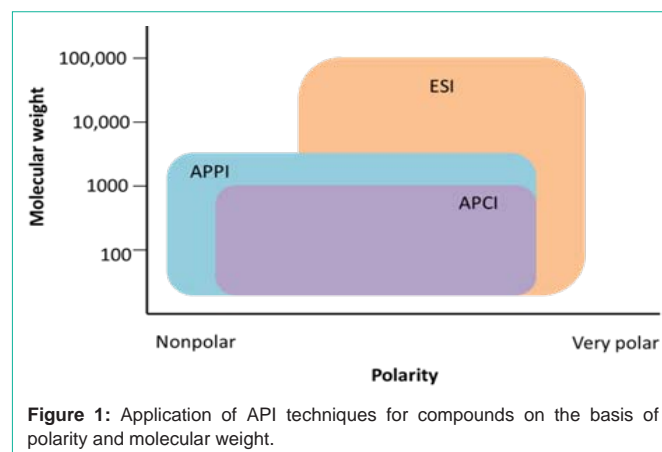 100,000
ESI
10,000
Molecular weight
APPI
1000
APCI
100
Nonpolar
Very polar
Polarity
Figure 1: Application of API techniques for compounds on the basis of
polarity and molecular weight.